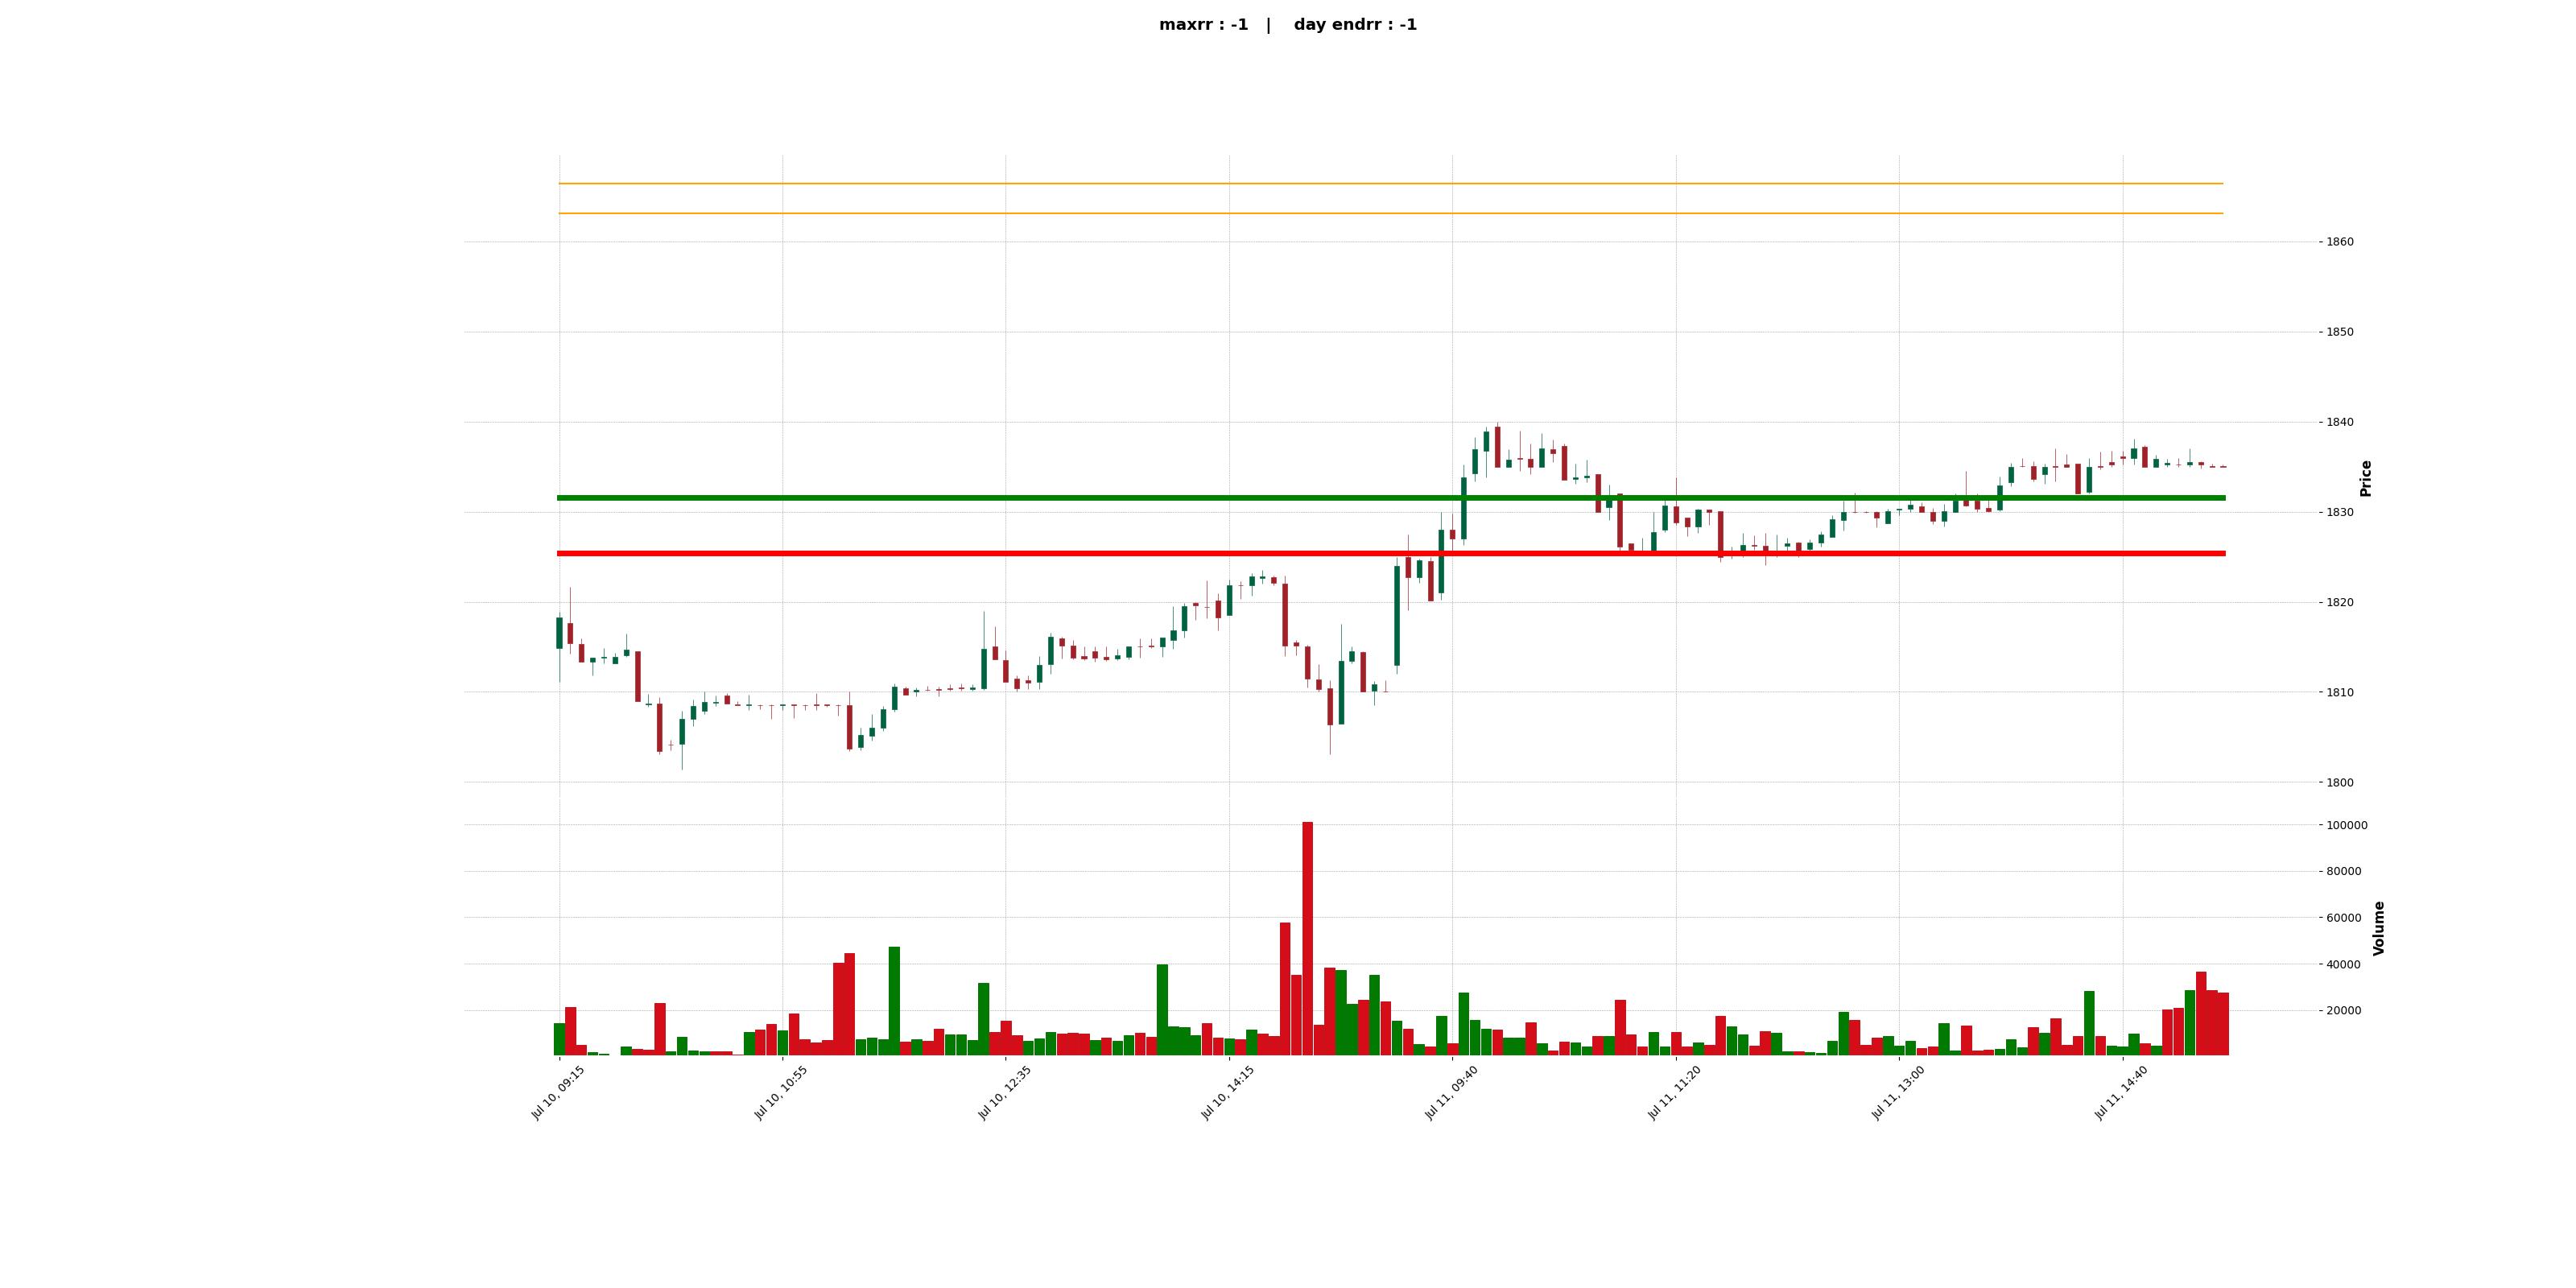 maxrr : -1   |    day endrr : -1
1860
1850
1840
1830
1820
1810
1800
Price
100000
80000
60000
40000
20000
Volume
Jul 10, 09:15
Jul 10, 10:55
Jul 10, 12:35
Jul 10, 14:15
Jul 11, 09:40
Jul 11, 11:20
Jul 11, 13:00
Jul 11, 14:40